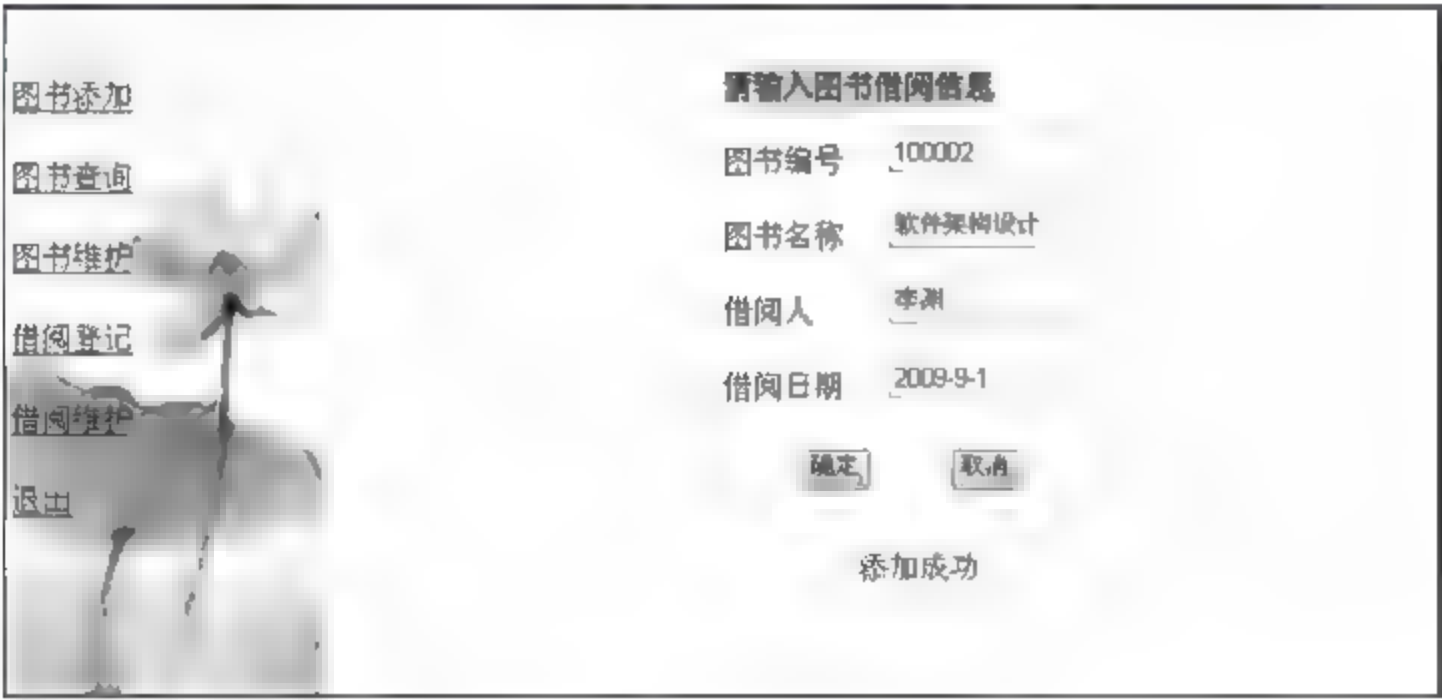 图书添加
图书查询
图书维护
借阅登记
借阅维护
退出
请输入图书借阅信息
图书编号 100002
图书名称 软件架构设计
借阅人 李渊
借阅日期 2009-9-1
确定 取消
添加成功